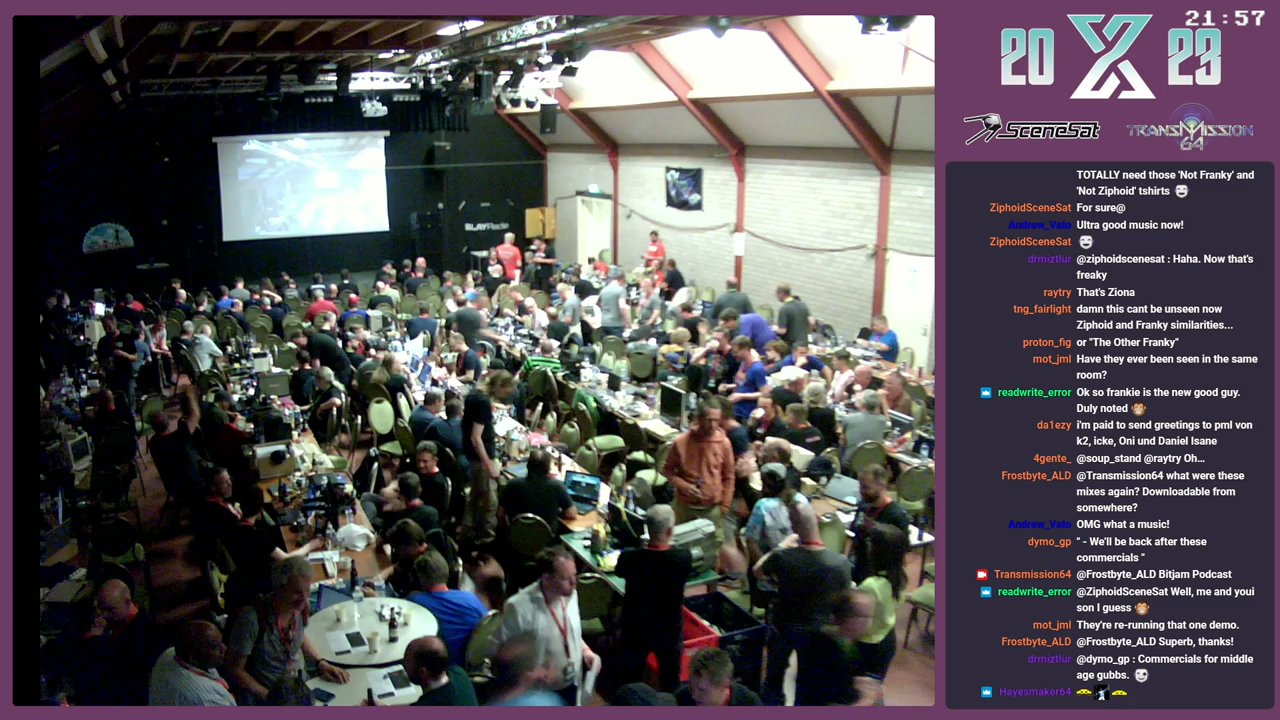 21:57
20 X 23
SceneSat
TRANSMISSION
64
TOTALLY need those 'Not Franky' and
'Not Ziphoid' tshirts
ZiphoidSceneSat For sure@
Andrew_Vato Ultra good music now!
ZiphoidSceneSat
drmiztiur @ziphoidscenesat : Haha. Now that's
freaky
raytry That's Ziona
tng_fairlight damn this cant be unseen now
Ziphoid and Franky similarities...
proton_fig or "The Other Franky"
mot_jml Have they ever been seen in the same
room?
readwrite_error Ok so frankie is the new good guy.
Duly noted
da1ezy i'm paid to send greetings to pml von
k2, icke, Oni und Daniel Isane
4gente_ @soup_stand @raytry Oh...
Frostbyte_ALD @Transmission64 what were these
mixes again? Downloadable from
somewhere?
Andrew_Vato OMG what a music!
dymo_gp " - We'll be back after these
commercials "
Transmission64 @Frostbyte_ALD Bitjam Podcast
readwrite_error @ZiphoidSceneSat Well, me and youi
son I guess
mot_jml They're re-running that one demo.
Frostbyte_ALD @Frostbyte_ALD Superb, thanks!
drmiztiur @dymo_gp : Commercials for middle
age gubbs.
Hayesmaker64